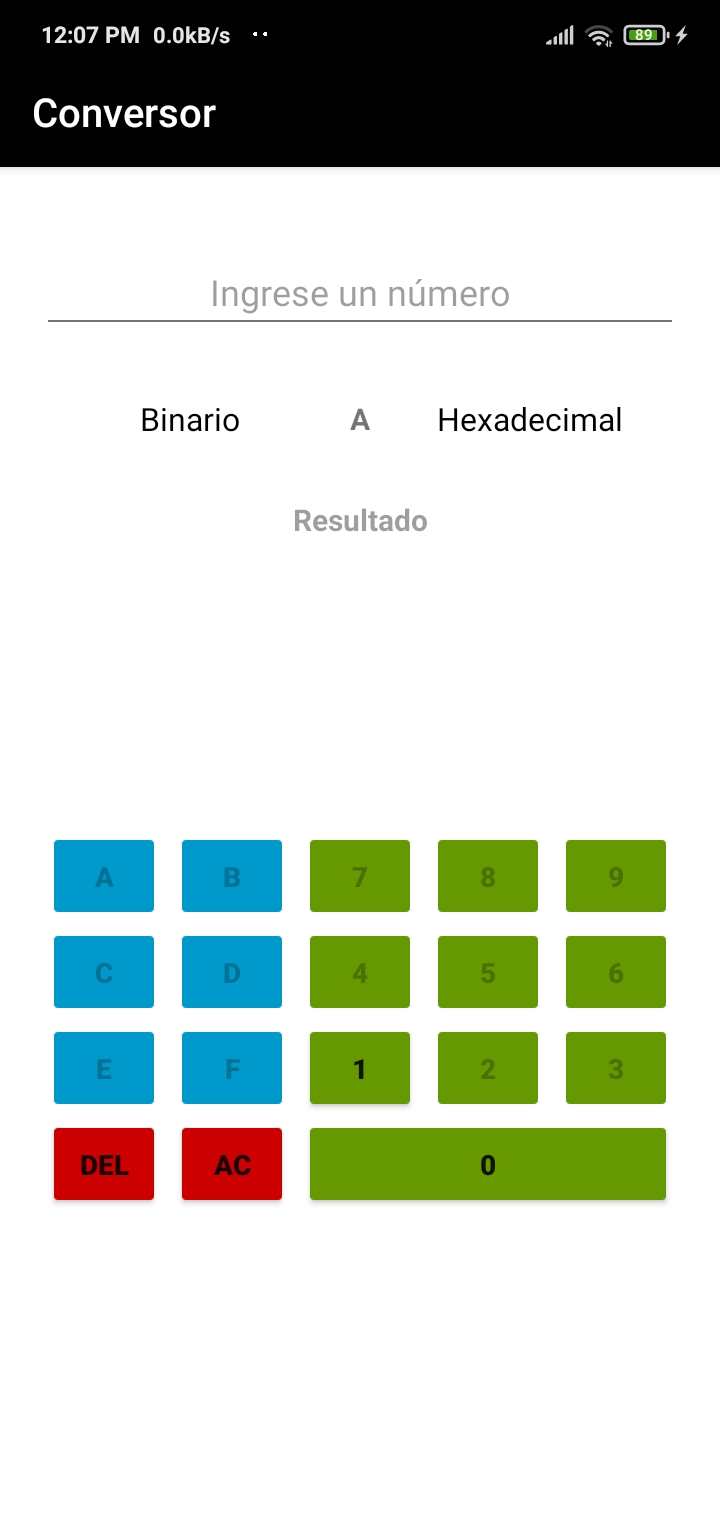 12:07 PM 0.0kB/s 89
Conversor
Ingrese un número
Binario A Hexadecimal
Resultado
A B 7 8 9
C D 4 5 6
E F 1 2 3
DEL AC 0